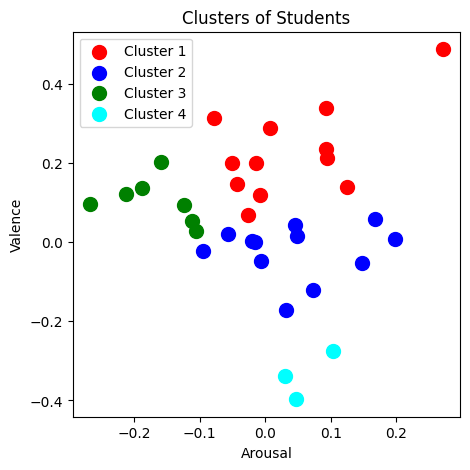 Clusters of Students
Cluster 1
Cluster 2
Cluster 3
Cluster 4
Valence
0.4
0.2
0.0
−0.2
−0.4
−0.2
−0.1
0.0
0.1
0.2
Arousal